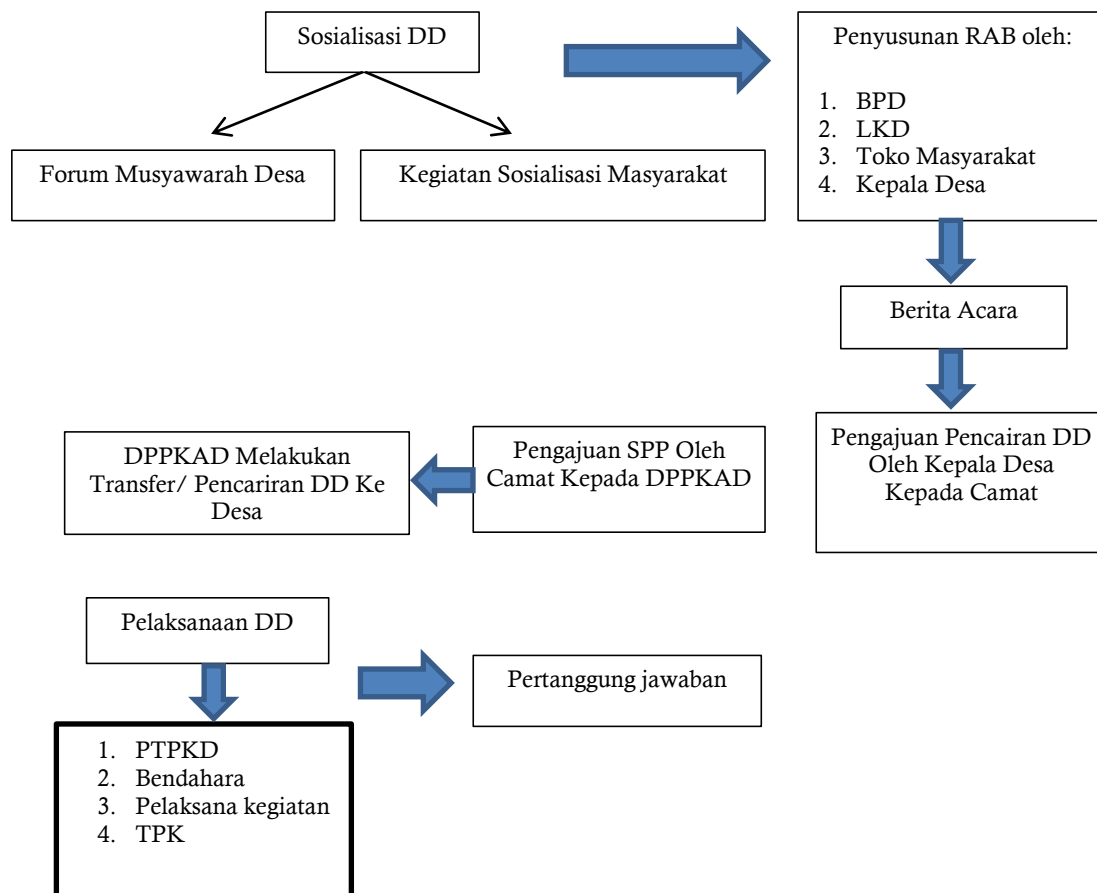 Sosialisasi DD
Forum Musyawarah Desa
Kegiatan Sosialisasi Masyarakat
Penyusunan RAB oleh:
1. BPD
2. LKD
3. Toko Masyarakat
4. Kepala Desa
Berita Acara
Pengajuan Pencairan DD
Oleh Kepala Desa
Kepada Camat
Pengajuan SPP Oleh
Camat Kepada DPPKAD
DPPKAD Melakukan
Transfer/ Pencariran DD Ke
Desa
Pelaksanaan DD
1. PTPKD
2. Bendahara
3. Pelaksana kegiatan
4. TPK
Pertanggung jawaban